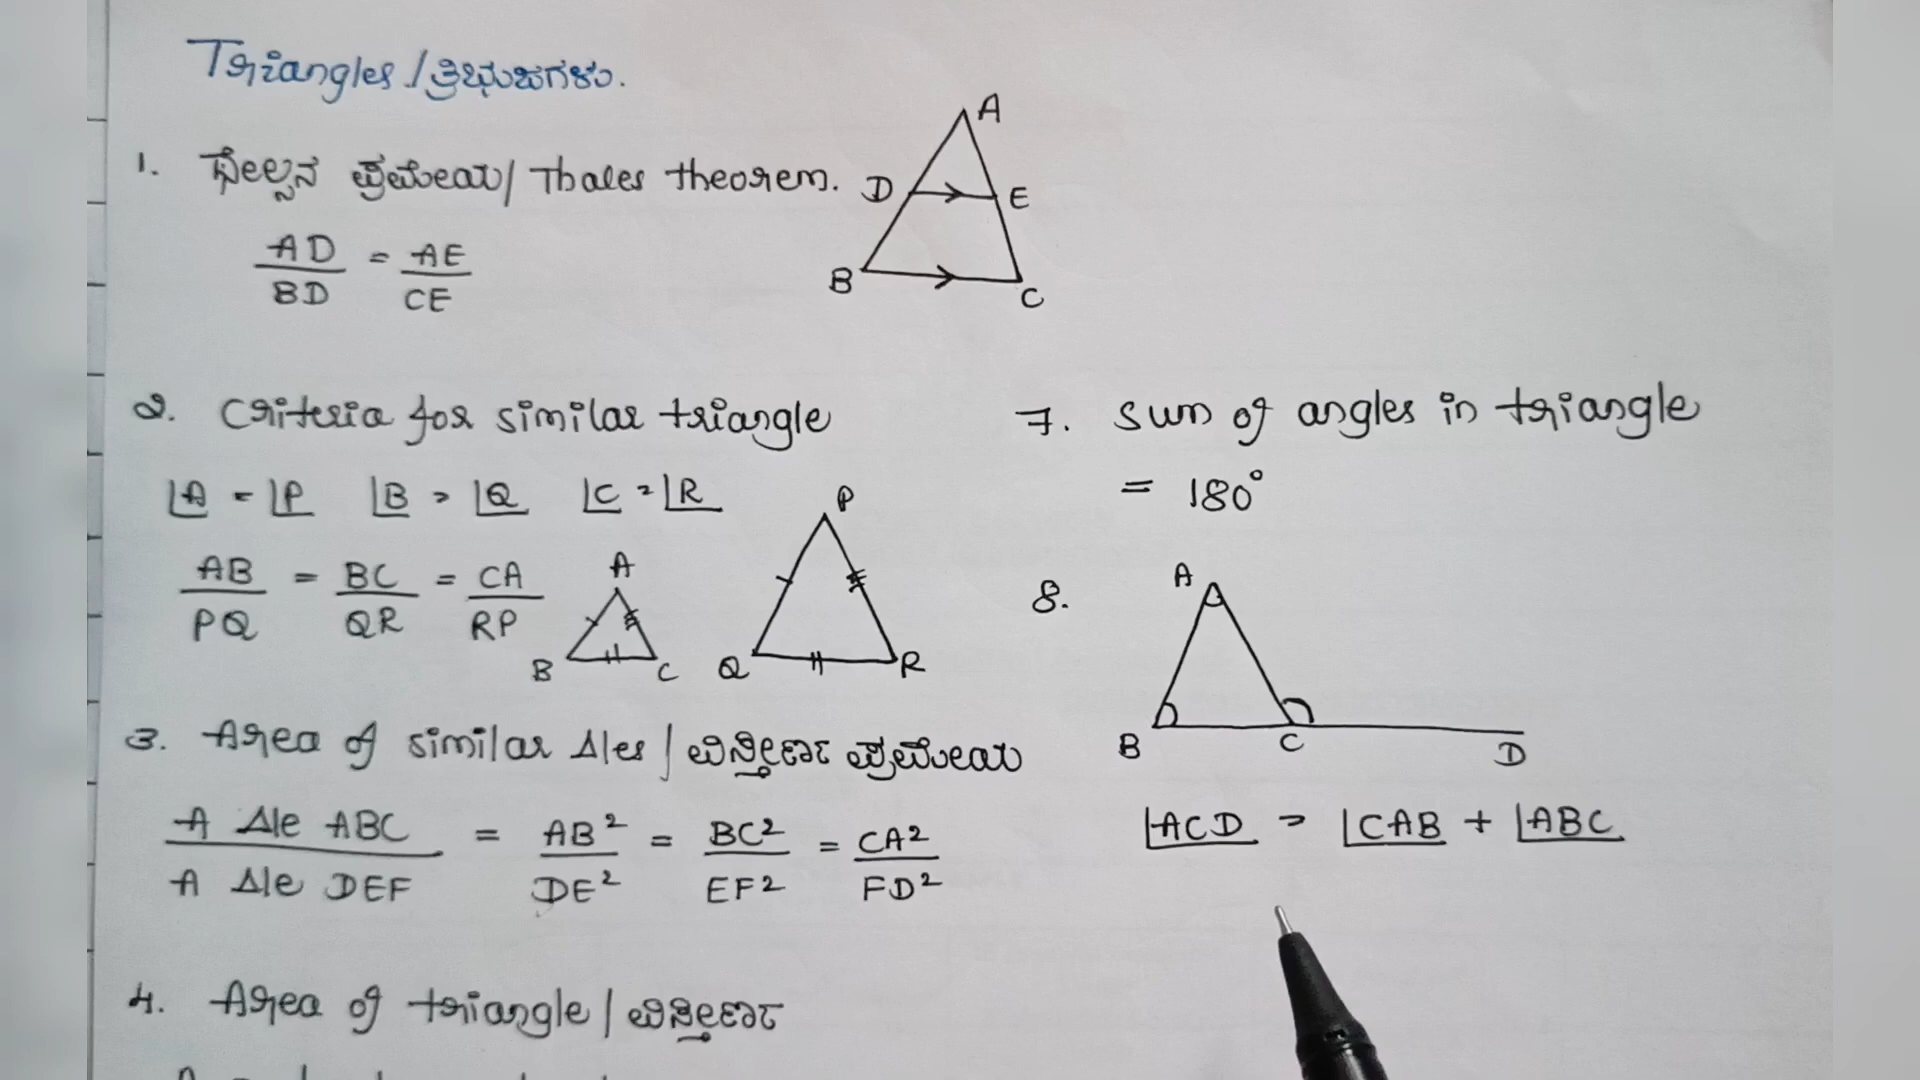 Triangles / ತ್ರಿಭುಜಗಳು.
1. ಥೇಲ್ಸನ ಪ್ರಮೇಯ / Thales theorem.
AD/BD = AE/CE
A
D E
B C
2. Criteria for similar triangle
∠A = ∠P ∠B = ∠Q ∠C = ∠R
AB/PQ = BC/QR = CA/RP
A
B C
P
Q R
3. Area of similar Δles / ವಿಸ್ತೀರ್ಣ ಪ್ರಮೇಯ
A Δle ABC / A Δle DEF = AB²/DE² = BC²/EF² = CA²/FD²
4. Area of triangle / ವಿಸ್ತೀರ್ಣ
7. sum of angles in triangle
= 180°
8.
A
B C D
∠ACD = ∠CAB + ∠ABC